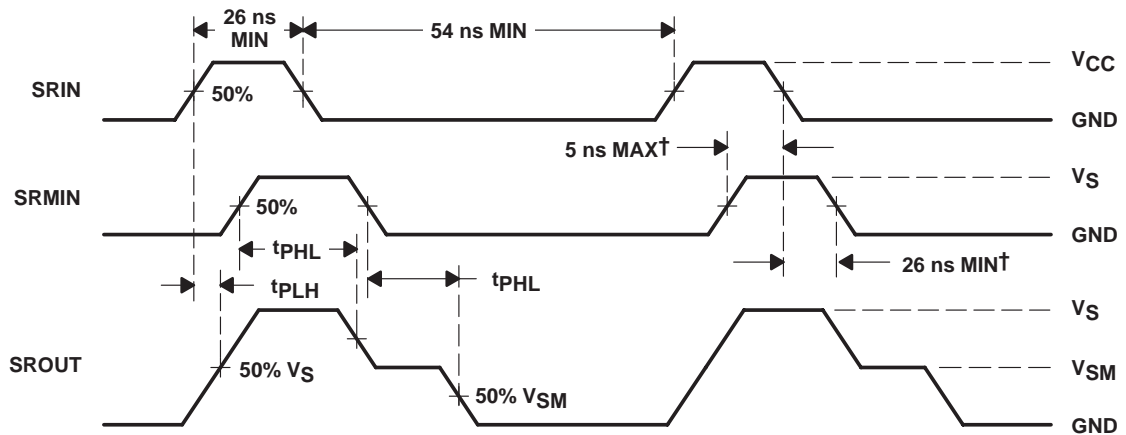 26 ns
MIN
54 ns MIN
VCC
SRIN
50%
GND
5 ns MAX†
VS
SRMIN
50%
GND
tPHL
26 ns MIN†
tPLH
tPHL
VS
SROUT
50% VS
VSM
50% VSM
GND